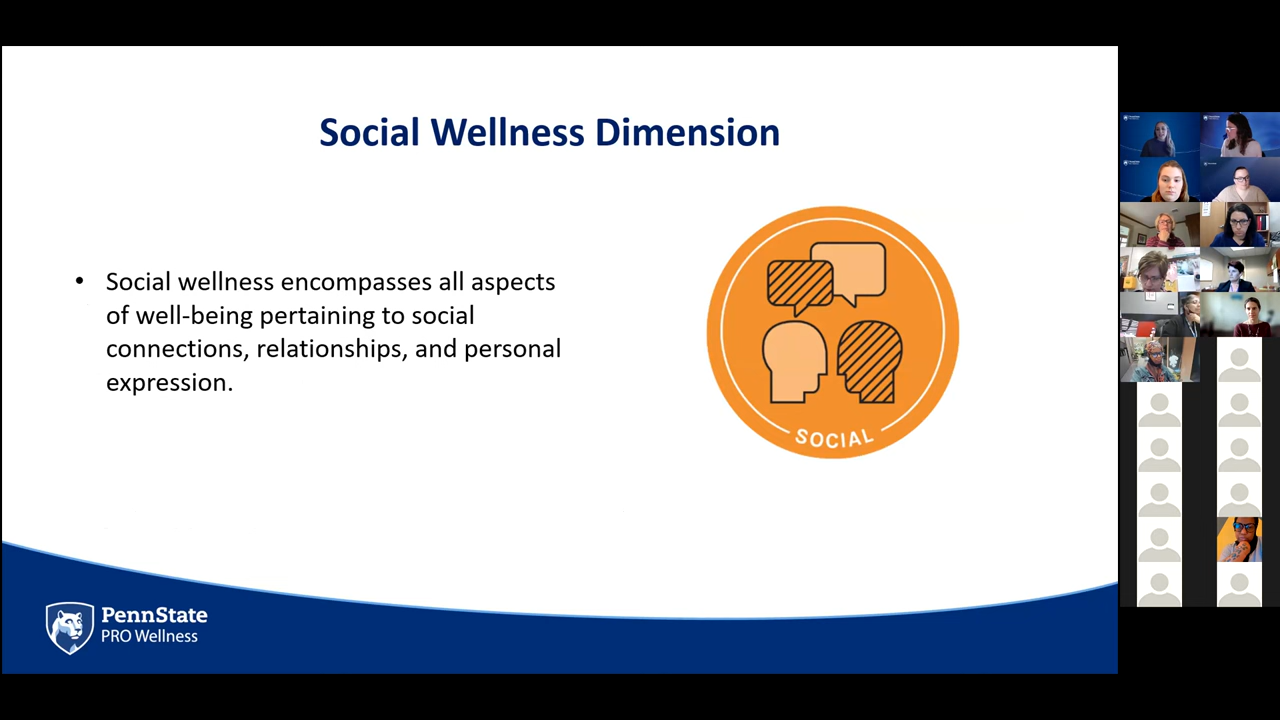 Social Wellness Dimension
• Social wellness encompasses all aspects
of well-being pertaining to social
connections, relationships, and personal
expression.
SOCIAL
PennState
PRO Wellness